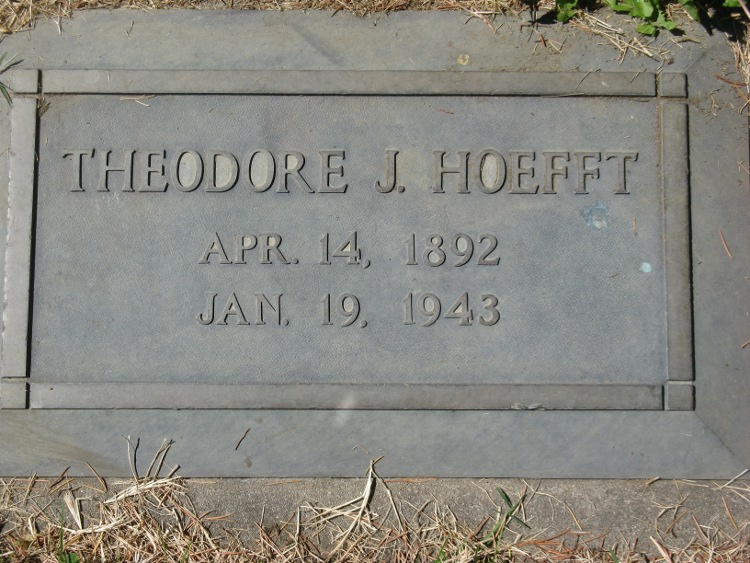 THEODORE J. HOEFFT
APR. 14, 1892
JAN. 19, 1943